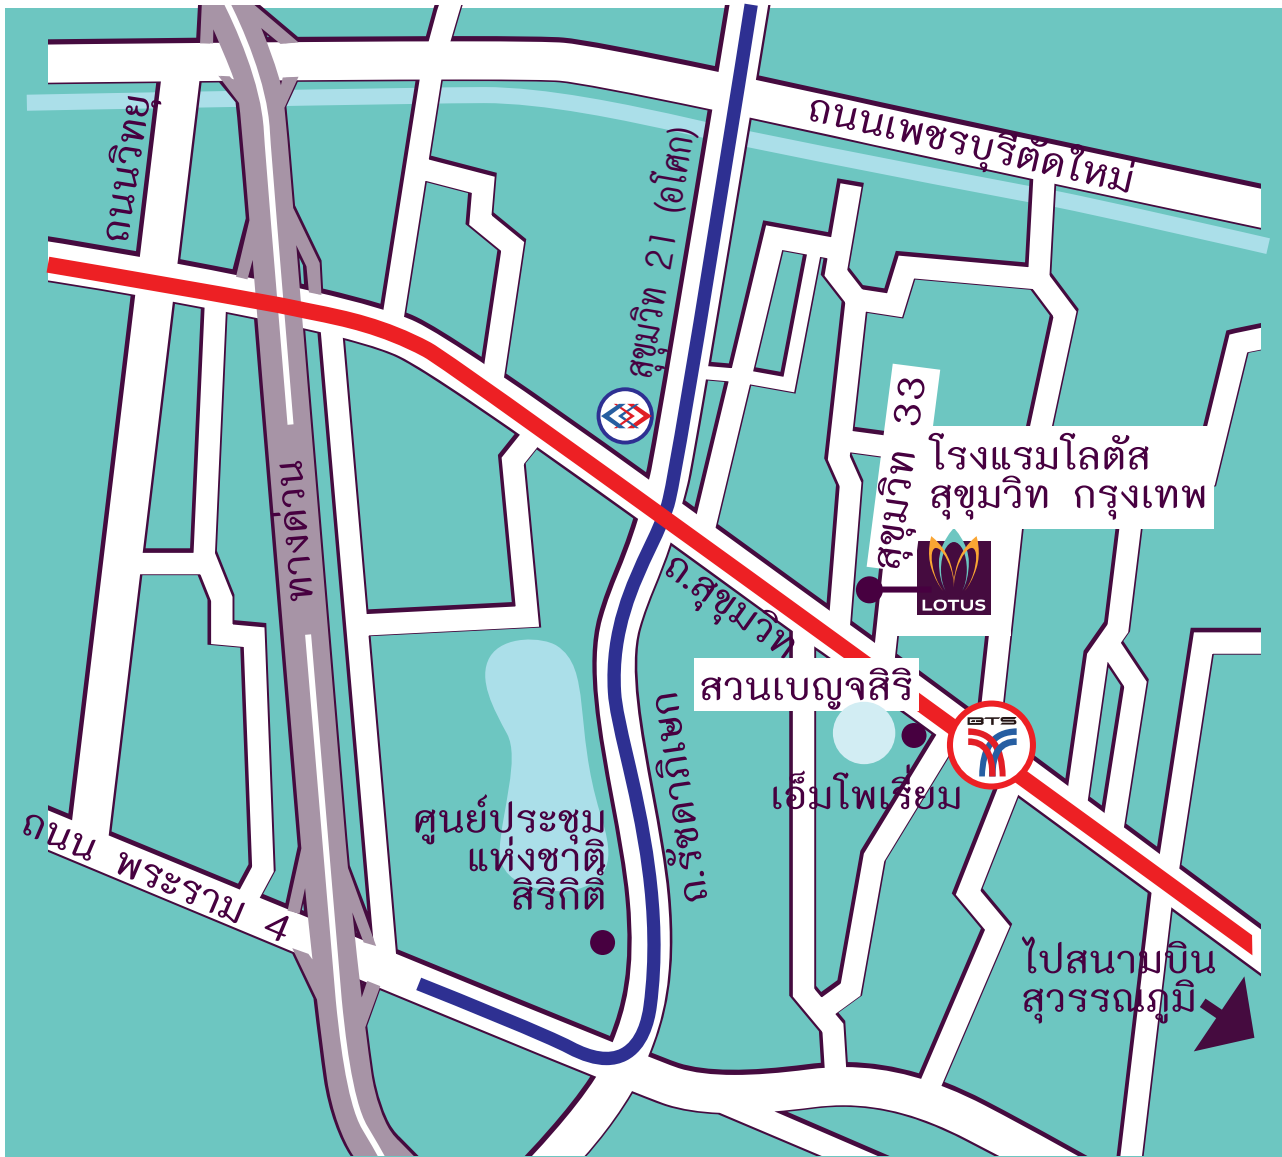 ถนนวิทยุ
ถนนเพชรบุรีตัดใหม่
สุขุมวิท 21 (อโศก)
สุขุมวิท 33
โรงแรมโลตัส
สุขุมวิท กรุงเทพ
ทางด่วน
LOTUS
ถ.สุขุมวิท
สวนเบญจสิริ
BTS
เอ็มโพเรี่ยม
ถ.รัชดาภิเษก
ศูนย์ประชุม
แห่งชาติ
สิริกิติ์
ถนน พระราม 4
ไปสนามบิน
สุวรรณภูมิ